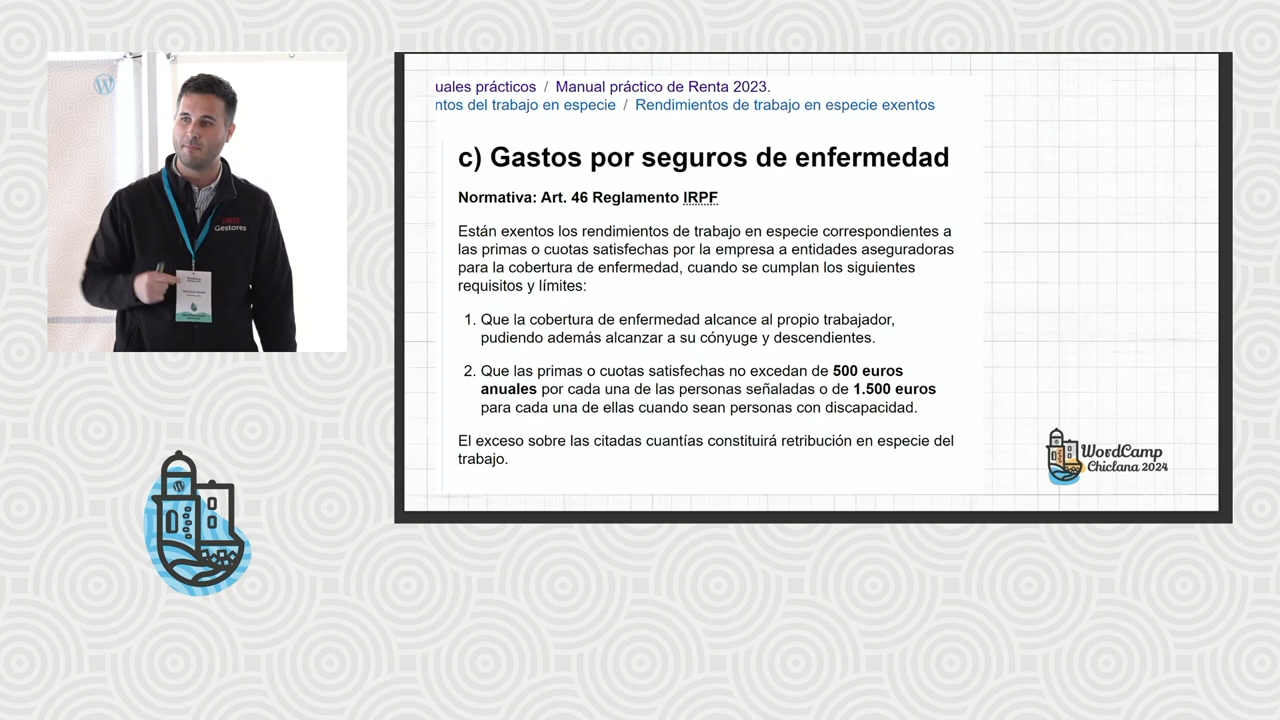 uales prácticos / Manual práctico de Renta 2023.
ntos del trabajo en especie / Rendimientos de trabajo en especie exentos
c) Gastos por seguros de enfermedad
Normativa: Art. 46 Reglamento IRPF
Están exentos los rendimientos de trabajo en especie correspondientes a
las primas o cuotas satisfechas por la empresa a entidades aseguradoras
para la cobertura de enfermedad, cuando se cumplan los siguientes
requisitos y límites:
1. Que la cobertura de enfermedad alcance al propio trabajador,
pudiendo además alcanzar a su cónyuge y descendientes.
2. Que las primas o cuotas satisfechas no excedan de 500 euros
anuales por cada una de las personas señaladas o de 1.500 euros
para cada una de ellas cuando sean personas con discapacidad.
El exceso sobre las citadas cuantías constituirá retribución en especie del
trabajo.
WordCamp
Chiclana 2024
Gestores